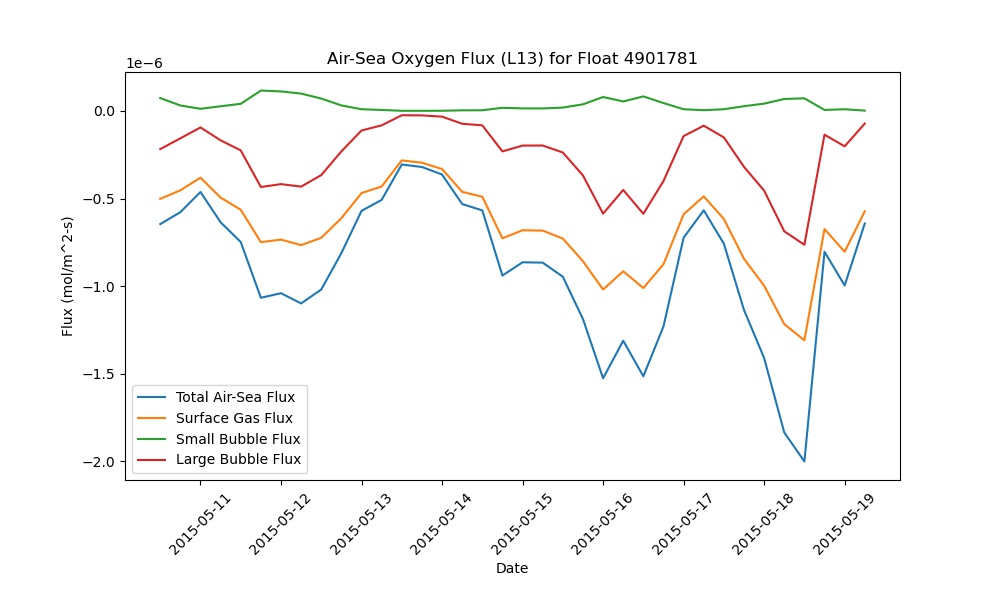 Air-Sea Oxygen Flux (L13) for Float 4901781
1e−6
0.0
−0.5
−1.0
−1.5
−2.0
Flux (mol/m^2-s)
Total Air-Sea Flux
Surface Gas Flux
Small Bubble Flux
Large Bubble Flux
2015-05-11
2015-05-12
2015-05-13
2015-05-14
2015-05-15
2015-05-16
2015-05-17
2015-05-18
2015-05-19
Date